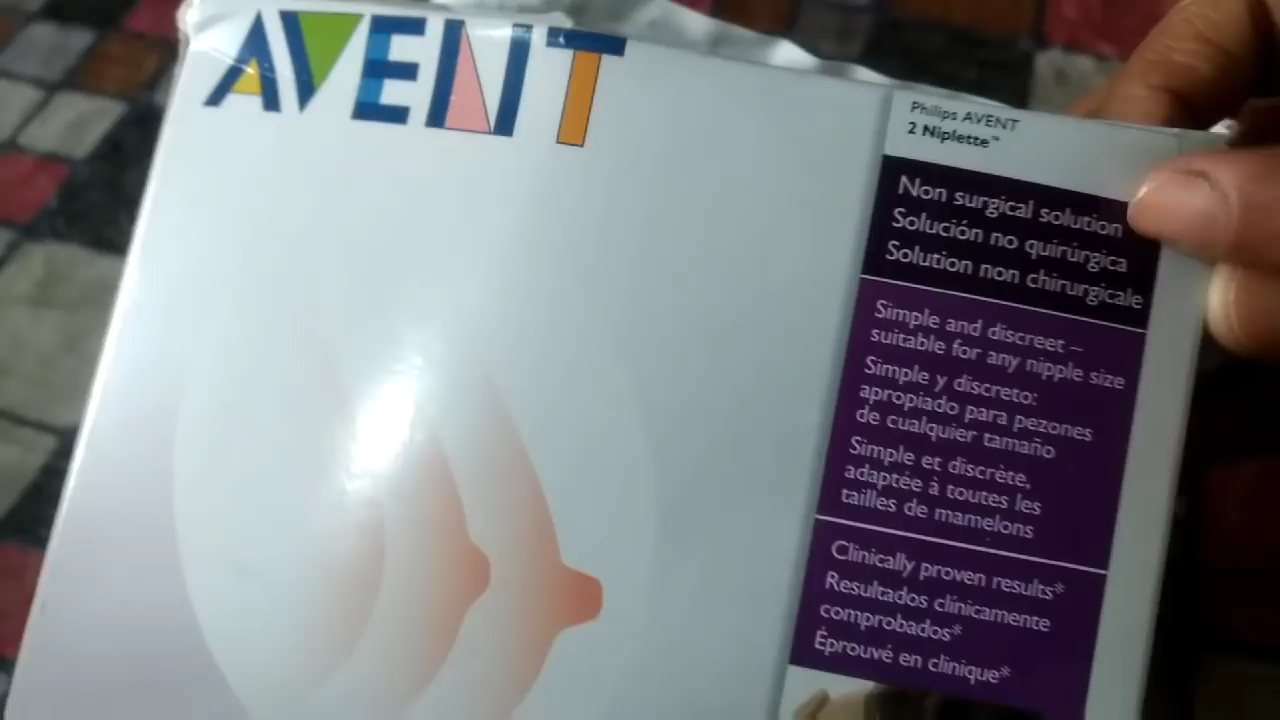 AVENT
Philips AVENT
2 Niplette™
Non surgical solution
Solución no quirúrgica
Solution non chirurgicale
Simple and discreet –
suitable for any nipple size
Simple y discreto:
apropiado para pezones
de cualquier tamaño
Simple et discrète,
adaptée à toutes les
tailles de mamelons
Clinically proven results*
Resultados clínicamente
comprobados*
Éprouvé en clinique*